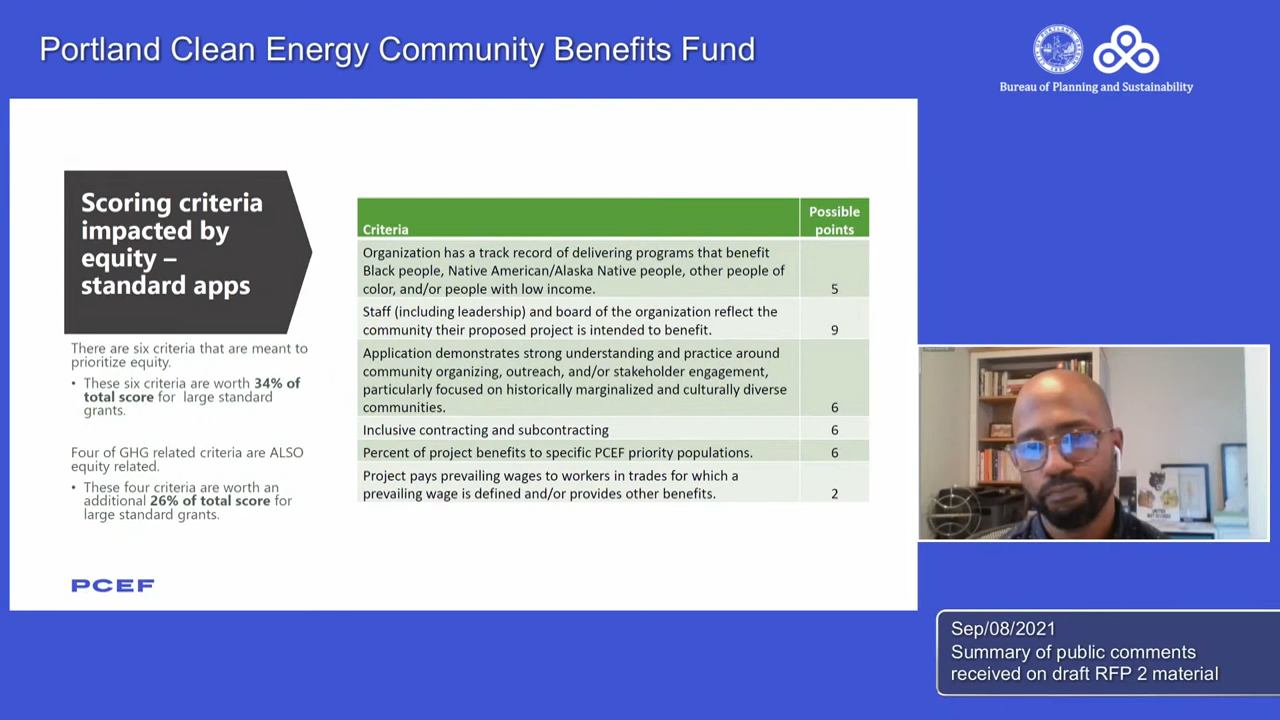 Portland Clean Energy Community Benefits Fund
Bureau of Planning and Sustainability
Scoring criteria
impacted by
equity –
standard apps
There are six criteria that are meant to
prioritize equity.
• These six criteria are worth 34% of
total score for large standard
grants.
Four of GHG related criteria are ALSO
equity related.
• These four criteria are worth an
additional 26% of total score for
large standard grants.
PCEF
Criteria
Possible
points
Organization has a track record of delivering programs that benefit
Black people, Native American/Alaska Native people, other people of
color, and/or people with low income.
5
Staff (including leadership) and board of the organization reflect the
community their proposed project is intended to benefit.
9
Application demonstrates strong understanding and practice around
community organizing, outreach, and/or stakeholder engagement,
particularly focused on historically marginalized and culturally diverse
communities.
6
Inclusive contracting and subcontracting
6
Percent of project benefits to specific PCEF priority populations.
6
Project pays prevailing wages to workers in trades for which a
prevailing wage is defined and/or provides other benefits.
2
Sep/08/2021
Summary of public comments
received on draft RFP 2 material